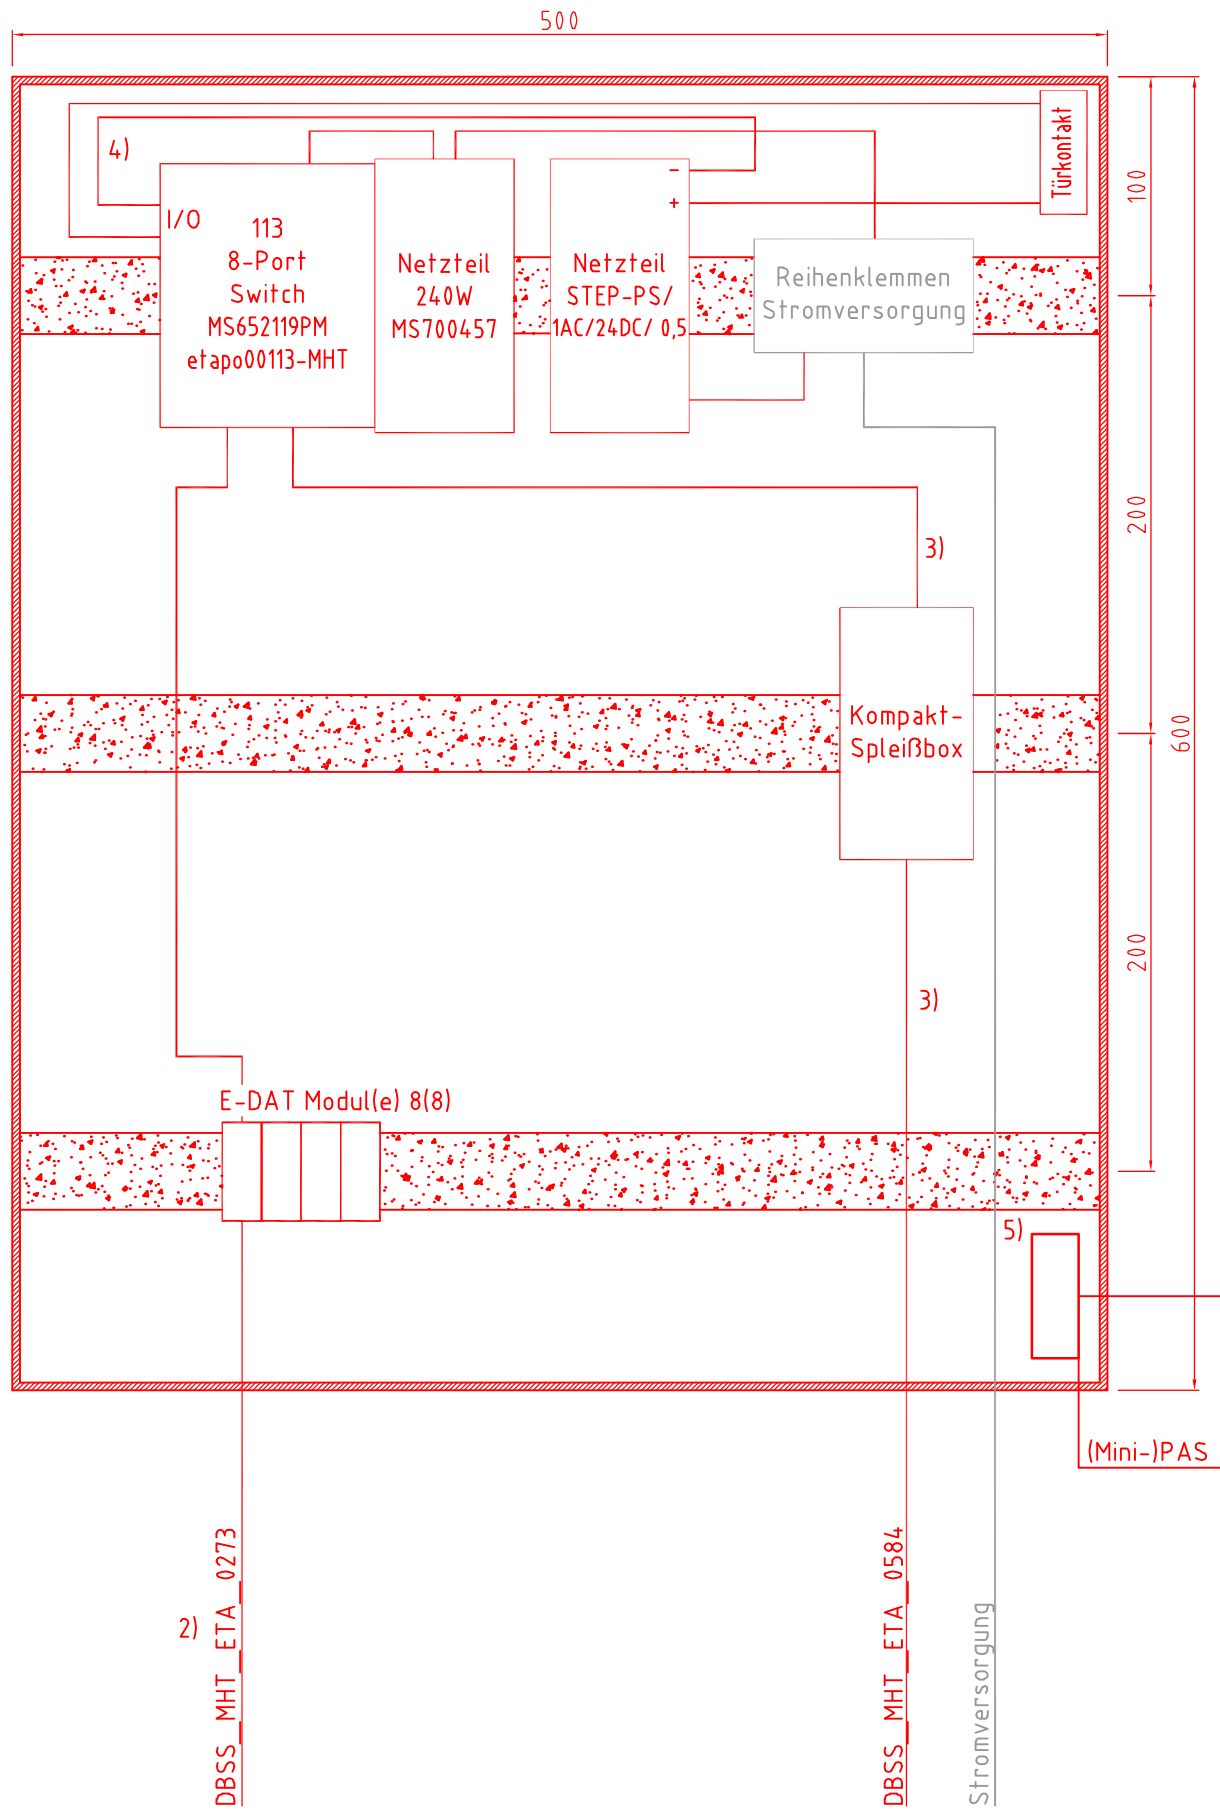 500
4)
Türkontakt
–
+
I/O
113
8-Port
Switch
MS652119PM
etapo00113-MHT
Netzteil
240W
MS700457
Netzteil
STEP-PS/
1AC/24DC/ 0,5
Reihenklemmen
Stromversorgung
100
200
3)
Kompakt-
Spleißbox
600
200
3)
E-DAT Modul(e) 8(8)
5)
(Mini-)PAS
2)
DBSS_MHT_ETA_0273
DBSS_MHT_ETA_0584
Stromversorgung